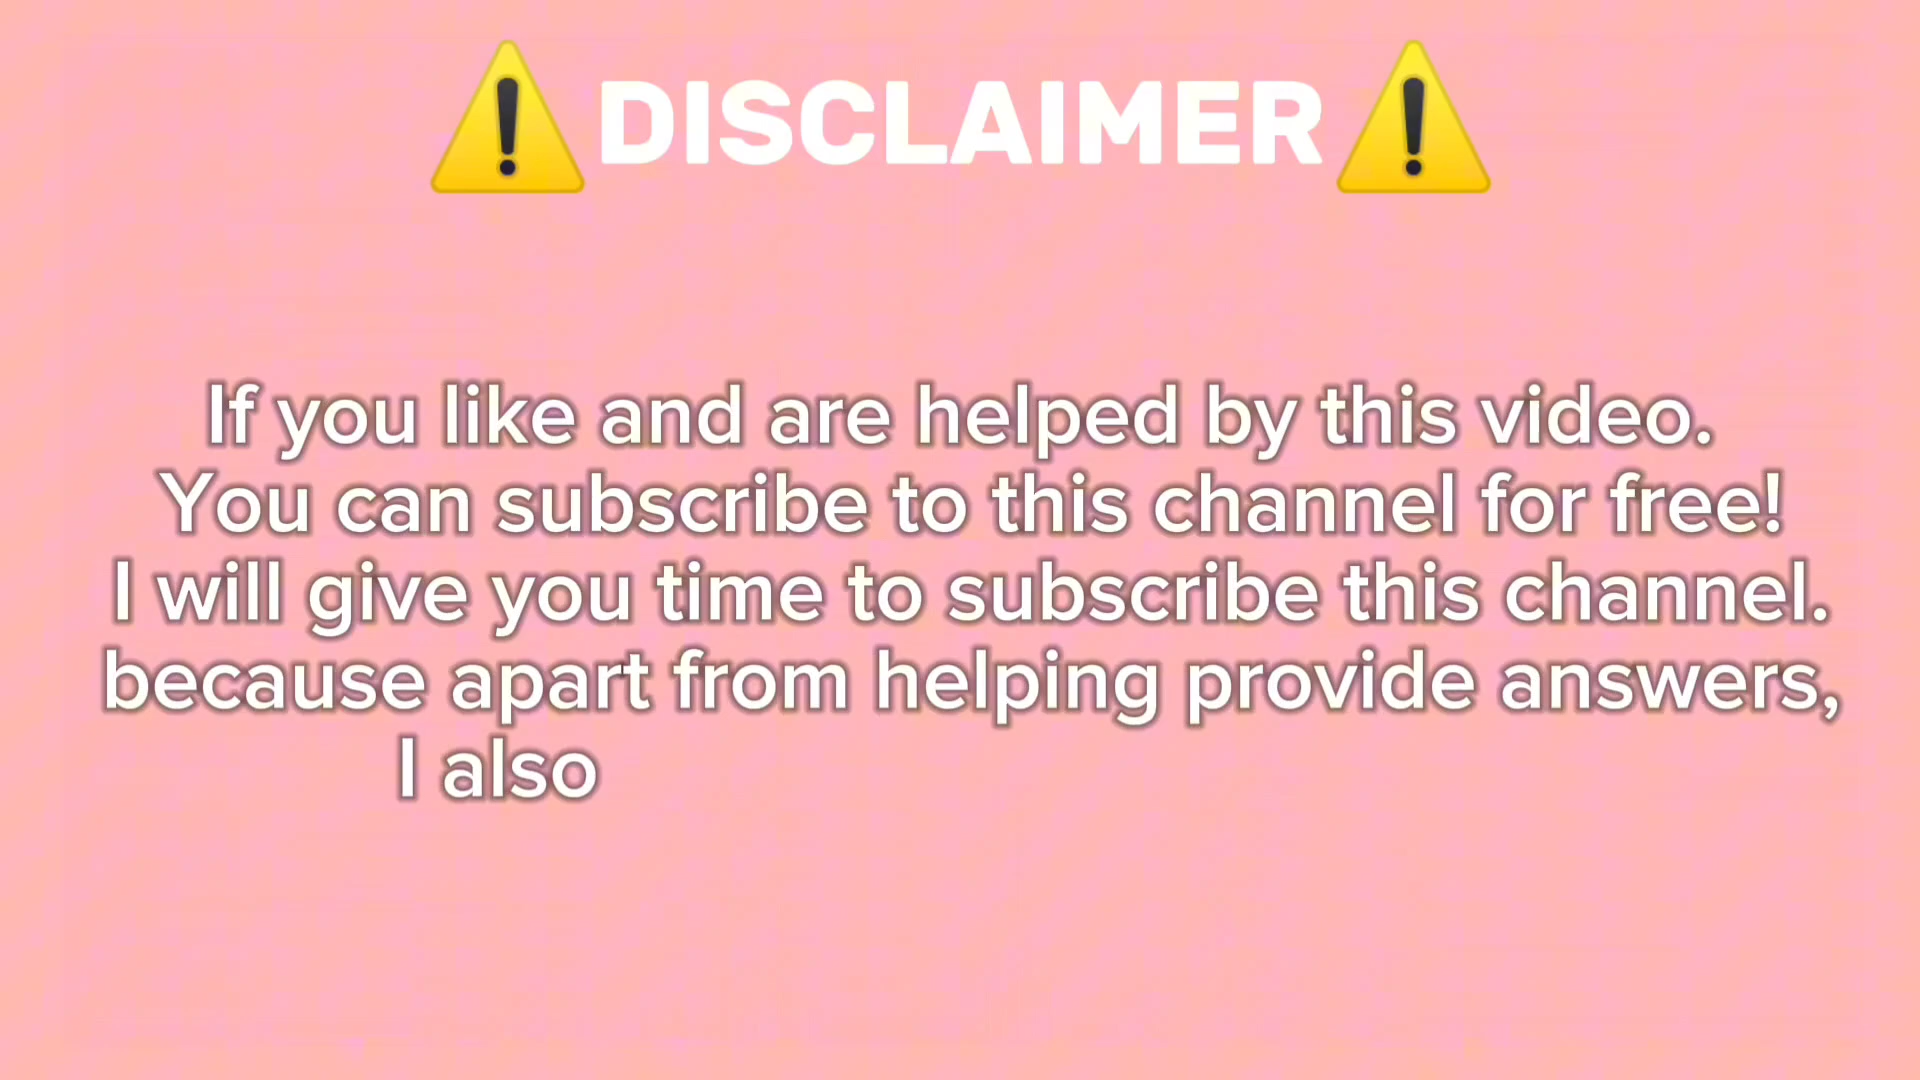 ⚠️DISCLAIMER⚠️
If you like and are helped by this video.
You can subscribe to this channel for free!
I will give you time to subscribe this channel.
because apart from helping provide answers,
I also